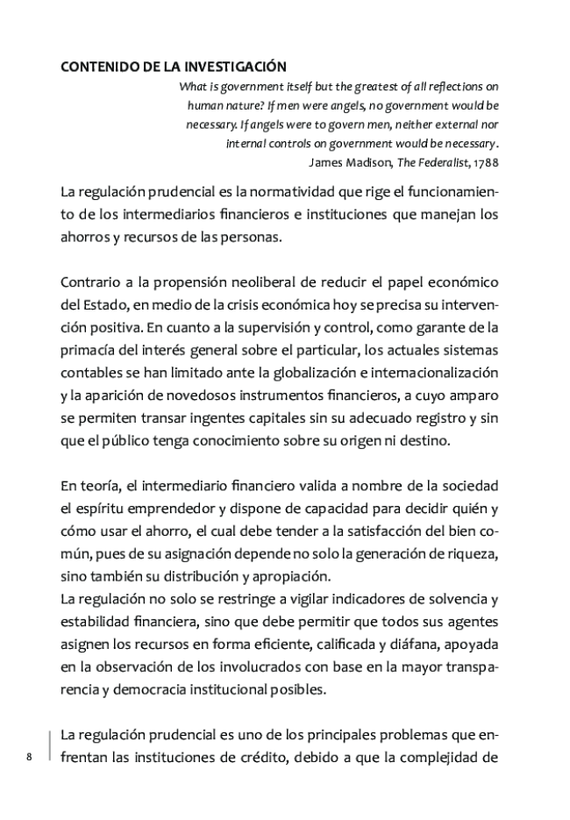 CONTENIDO DE LA INVESTIGACIÓN
What is government itself but the greatest of all reflections on
human nature? If men were angels, no government would be
necessary. If angels were to govern men, neither external nor
internal controls on government would be necessary.
James Madison, The Federalist, 1788
La regulación prudencial es la normatividad que rige el funcionamien-
to de los intermediarios financieros e instituciones que manejan los
ahorros y recursos de las personas.
Contrario a la propensión neoliberal de reducir el papel económico
del Estado, en medio de la crisis económica hoy se precisa su interven-
ción positiva. En cuanto a la supervisión y control, como garante de la
primacía del interés general sobre el particular, los actuales sistemas
contables se han limitado ante la globalización e internacionalización
y la aparición de novedosos instrumentos financieros, a cuyo amparo
se permiten transar ingentes capitales sin su adecuado registro y sin
que el público tenga conocimiento sobre su origen ni destino.
En teoría, el intermediario financiero valida a nombre de la sociedad
el espíritu emprendedor y dispone de capacidad para decidir quién y
cómo usar el ahorro, el cual debe tender a la satisfacción del bien co-
mún, pues de su asignación depende no solo la generación de riqueza,
sino también su distribución y apropiación.
La regulación no solo se restringe a vigilar indicadores de solvencia y
estabilidad financiera, sino que debe permitir que todos sus agentes
asignen los recursos en forma eficiente, calificada y diáfana, apoyada
en la observación de los involucrados con base en la mayor transpa-
rencia y democracia institucional posibles.
La regulación prudencial es uno de los principales problemas que en-
frentan las instituciones de crédito, debido a que la complejidad de
8